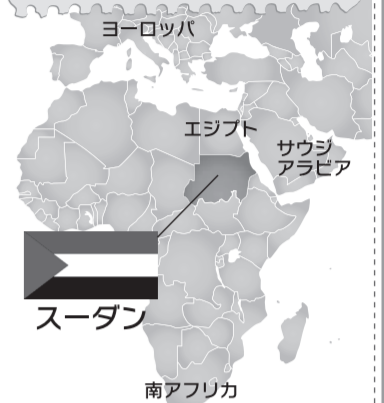 ヨーロッパ
エジプト
サウジ
アラビア
スーダン
南アフリカ